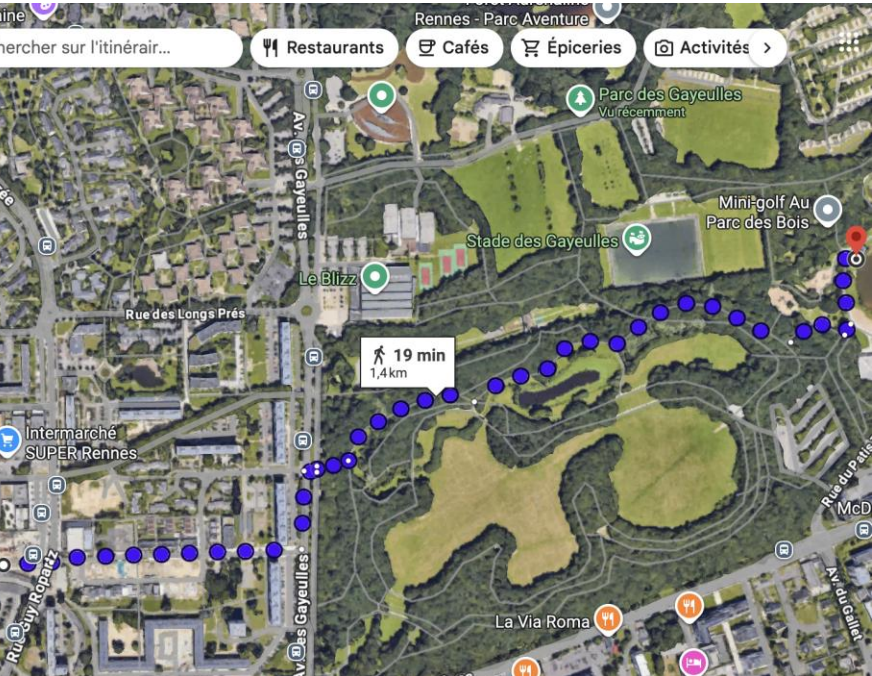 Rennes - Parc Aventure
hercher sur l'itinéraire...
Restaurants
Cafés
Épiceries
Activités
Parc des Gayeulles
Vu récemment
Av. des Gayeulles
Mini-golf Au
Parc des Bois
Stade des Gayeulles
Le Blizz
Rue des Longs Prés
19 min
1,4 km
Intermarché
SUPER Rennes
Rue du Patis
McD
Rue Guy Ropartz
Av. des Gayeulles
La Via Roma
Av. du Gallet